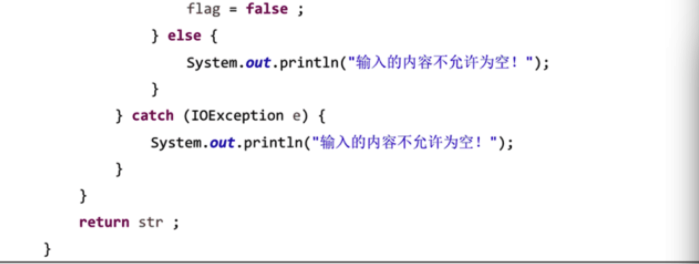 flag = false ;
} else {
System.out.println("输入的内容不允许为空！");
}
} catch (IOException e) {
System.out.println("输入的内容不允许为空！");
}
}
return str ;
}